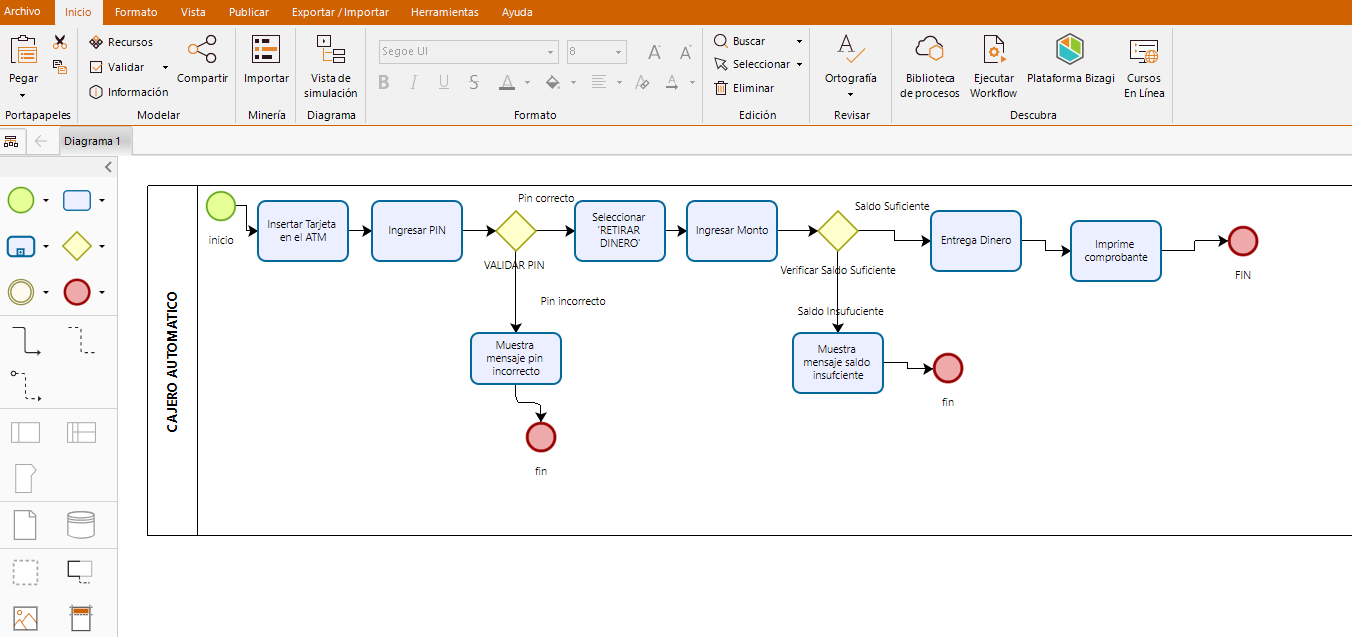 Archivo
Inicio
Formato
Vista
Publicar
Exportar / Importar
Herramientas
Ayuda
Pegar
Portapapeles
Recursos
Validar
Información
Compartir
Modelar
Importar
Minería
Vista de
simulación
Diagrama
Segoe UI
8
B
I
U
S
A
A
A
A
Formato
Buscar
Seleccionar
Eliminar
Edición
Ortografía
Revisar
Biblioteca
de procesos
Ejecutar
Workflow
Plataforma Bizagi
Cursos
En Línea
Descubra
Diagrama 1
CAJERO AUTOMATICO
inicio
Insertar Tarjeta
en el ATM
Ingresar PIN
Pin correcto
VALIDAR PIN
Pin incorrecto
Muestra
mensaje pin
incorrecto
fin
Seleccionar
'RETIRAR
DINERO'
Ingresar Monto
Saldo Suficiente
Verificar Saldo Suficiente
Saldo Insufuciente
Muestra
mensaje saldo
insufciente
fin
Entrega Dinero
Imprime
comprobante
FIN